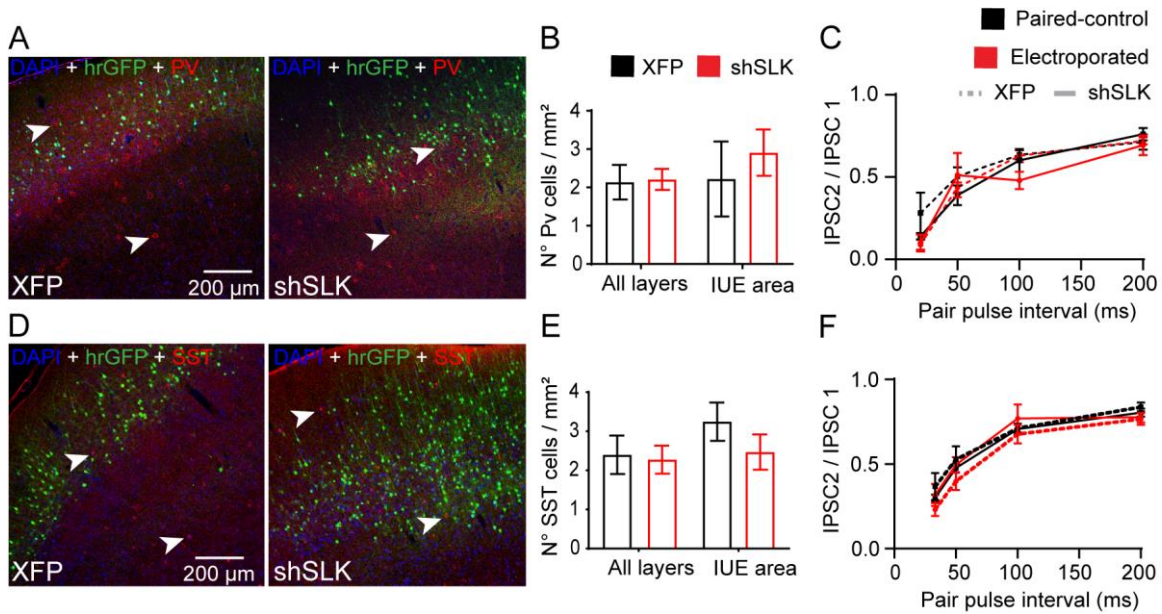 A
DAPI + hrGFP + PV
XFP
200 µm
DAPI + hrGFP + PV
shSLK
B
XFP shSLK
N° Pv cells / mm²
4
3
2
1
0
All layers IUE area
C
Paired-control
Electroporated
XFP shSLK
IPSC2 / IPSC 1
1.0
0.5
0.0
0 50 100 150 200
Pair pulse interval (ms)
D
DAPI + hrGFP + SST
XFP
200 µm
DAPI + hrGFP + SST
shSLK
E
N° SST cells / mm²
4
3
2
1
0
All layers IUE area
F
IPSC2 / IPSC 1
1.0
0.5
0.0
0 50 100 150 200
Pair pulse interval (ms)